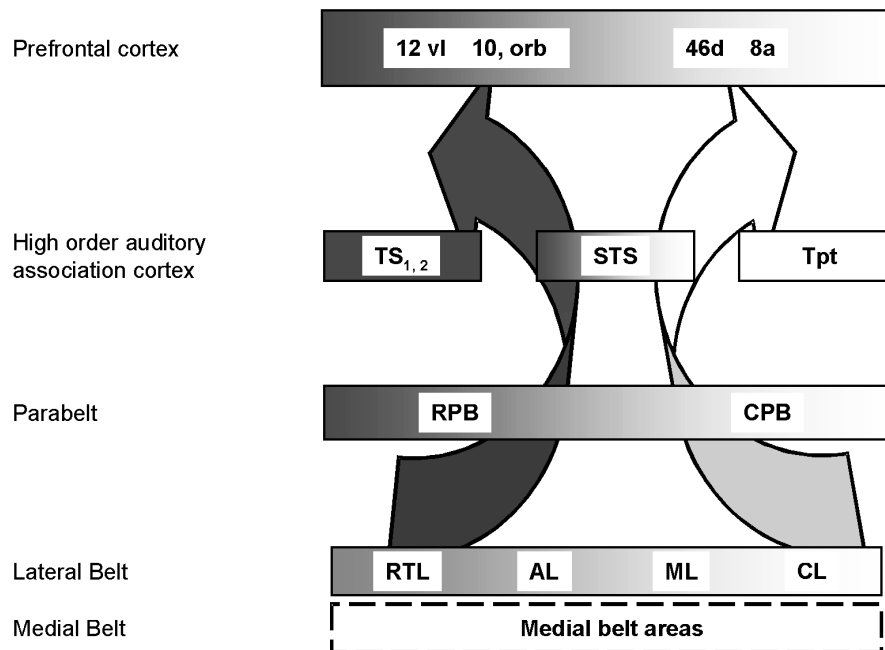 Prefrontal cortex
12 vl 10, orb 46d 8a
High order auditory
association cortex
TS1, 2 STS Tpt
Parabelt
RPB CPB
Lateral Belt
RTL AL ML CL
Medial Belt
Medial belt areas